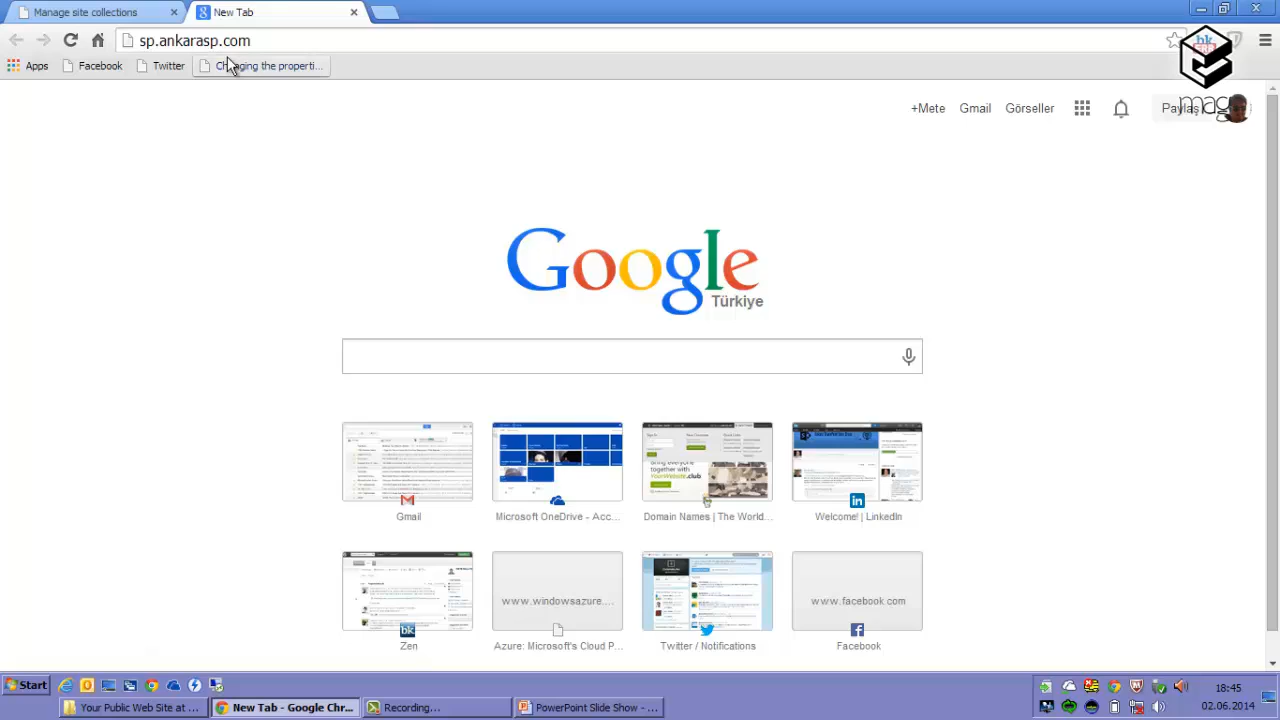 Manage site collections
New Tab
sp.ankarasp.com
Apps
Facebook
Twitter
Changing the properti...
+Mete
Gmail
Görseller
Paylaş
mag
Google
Türkiye
Gmail
Microsoft OneDrive - Acc...
Domain Names | The World...
Welcome! | LinkedIn
www.windowsazure....
www.facebook.com
Zen
Azure: Microsoft's Cloud P...
Twitter / Notifications
Facebook
Start
18:45
Your Public Web Site at ...
New Tab - Google Chr...
Recording...
PowerPoint Slide Show - ...
02.06.2014